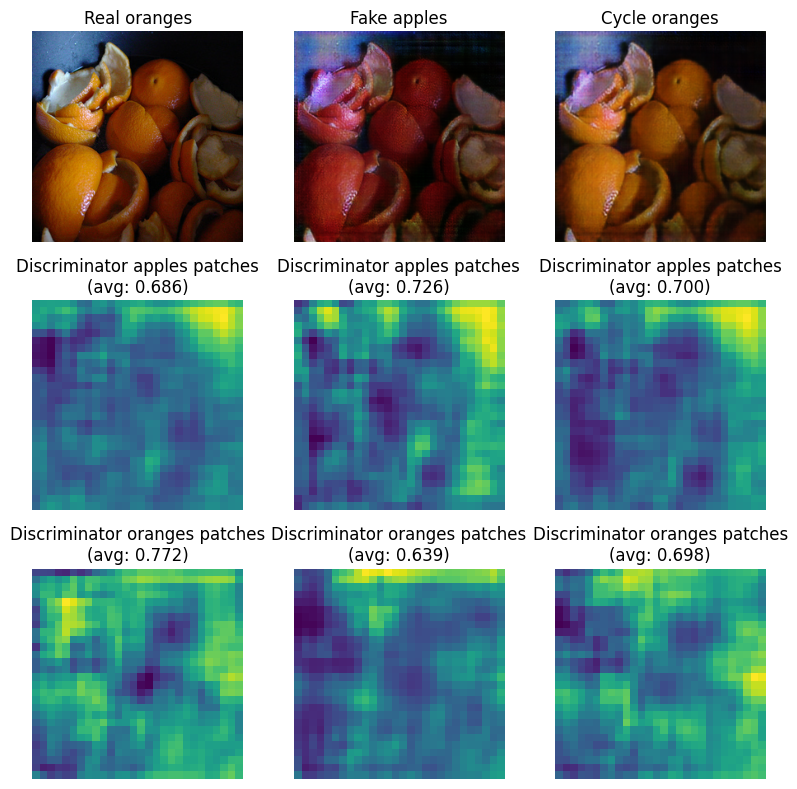 Real oranges
Fake apples
Cycle oranges
Discriminator apples patches
(avg: 0.686)
Discriminator apples patches
(avg: 0.726)
Discriminator apples patches
(avg: 0.700)
Discriminator oranges patches
(avg: 0.772)
Discriminator oranges patches
(avg: 0.639)
Discriminator oranges patches
(avg: 0.698)